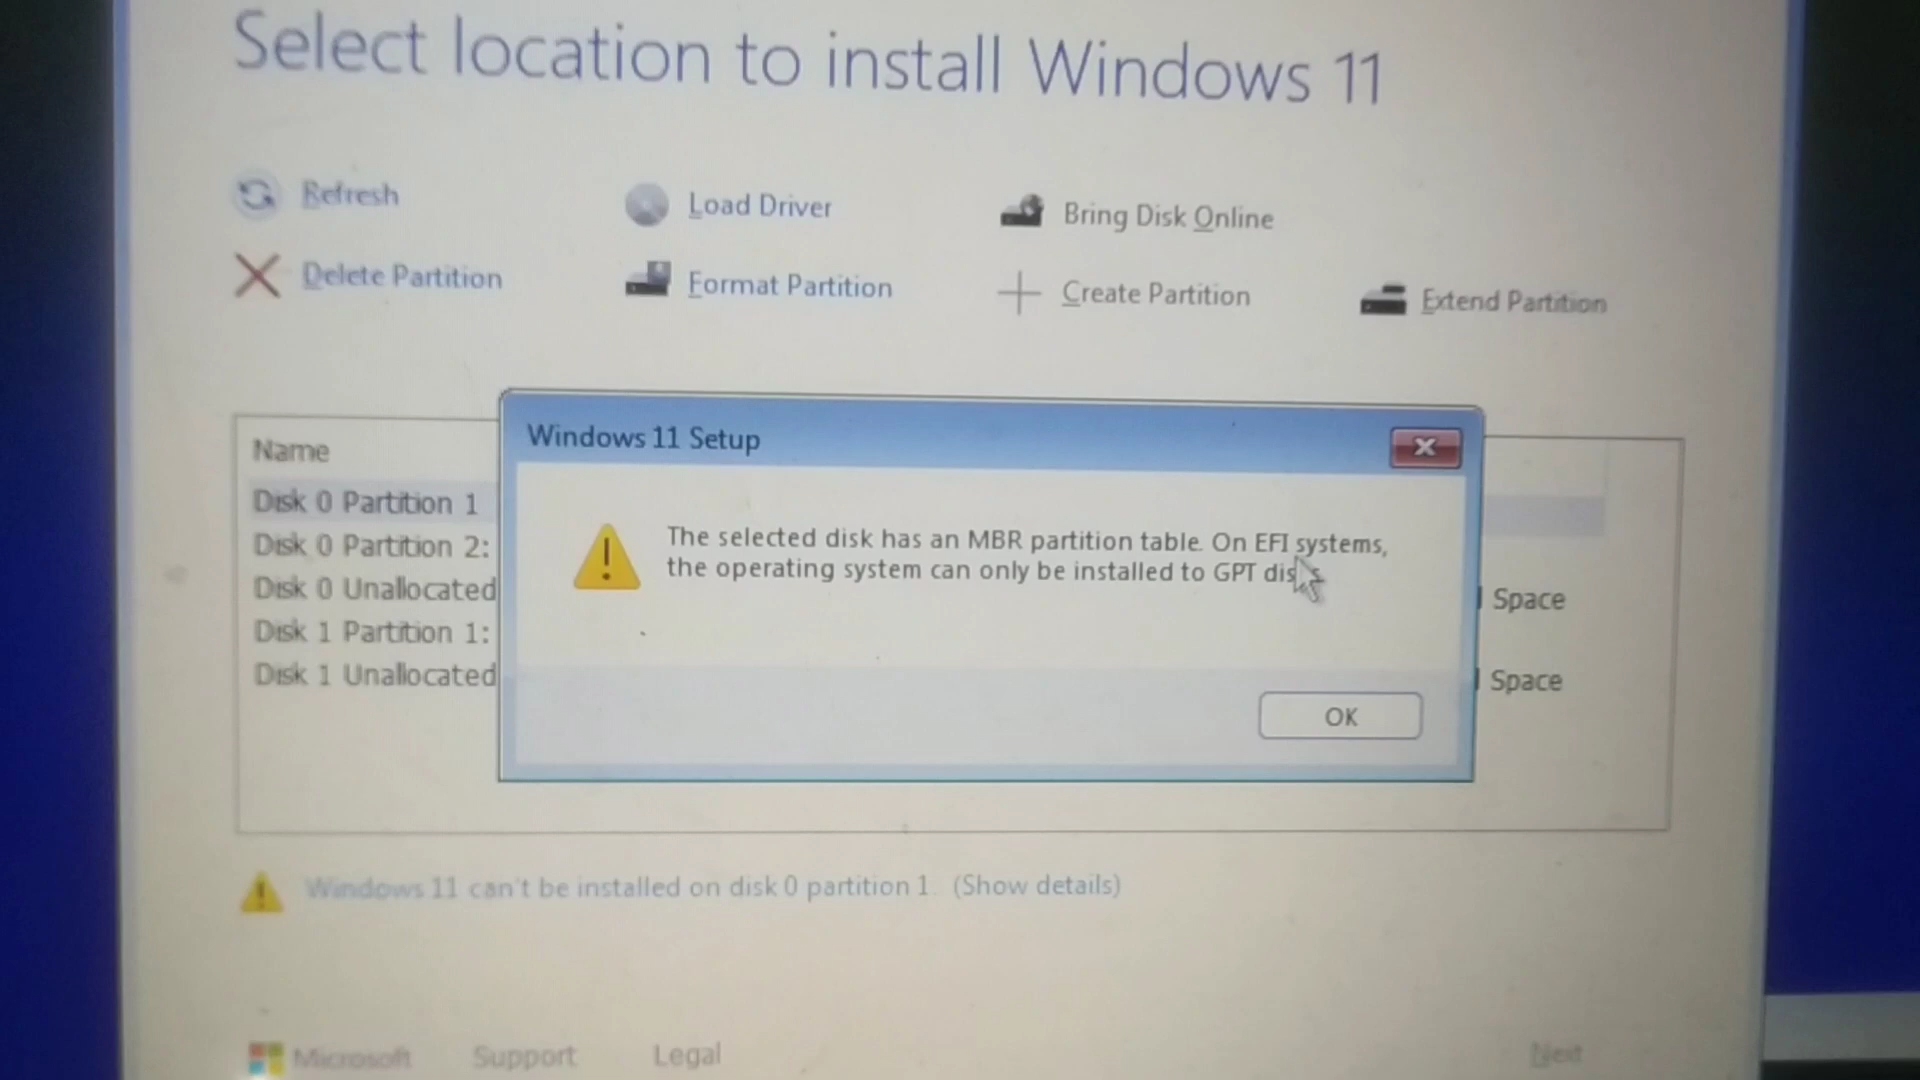 Select location to install Windows 11
Refresh
Load Driver
Bring Disk Online
Delete Partition
Format Partition
Create Partition
Extend Partition
Name
Windows 11 Setup
Disk 0 Partition 1
Disk 0 Partition 2:
Disk 0 Unallocated
Space
Disk 1 Partition 1:
Disk 1 Unallocated
Space
The selected disk has an MBR partition table. On EFI systems,
the operating system can only be installed to GPT
OK
Windows 11 can't be installed on disk 0 partition 1. (Show details)
Microsoft
Support
Legal
Next